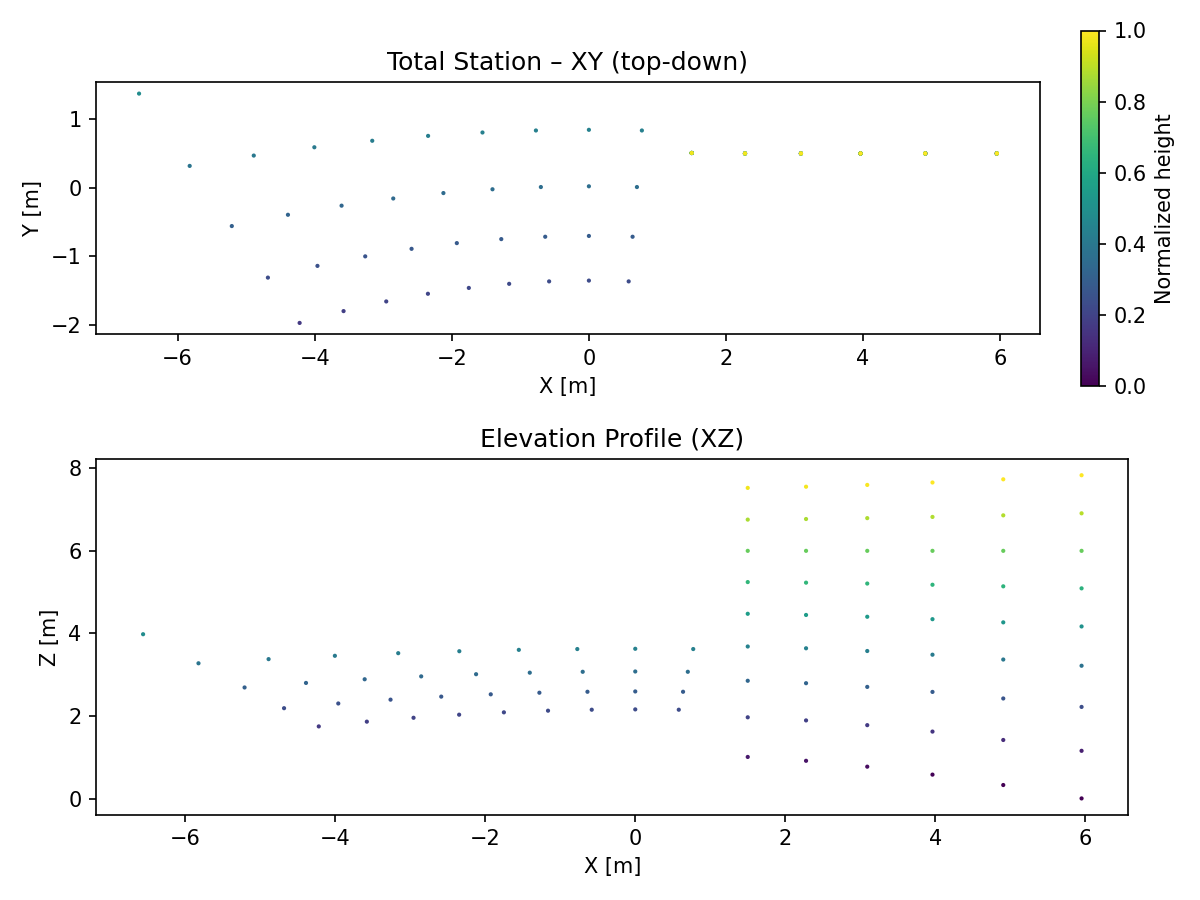 Total Station – XY (top-down)
1
0
−1
−2
Y [m]
−6 −4 −2 0 2 4 6
X [m]
1.0
0.8
0.6
0.4
0.2
0.0
Normalized height
Elevation Profile (XZ)
8
6
4
2
0
Z [m]
−6 −4 −2 0 2 4 6
X [m]